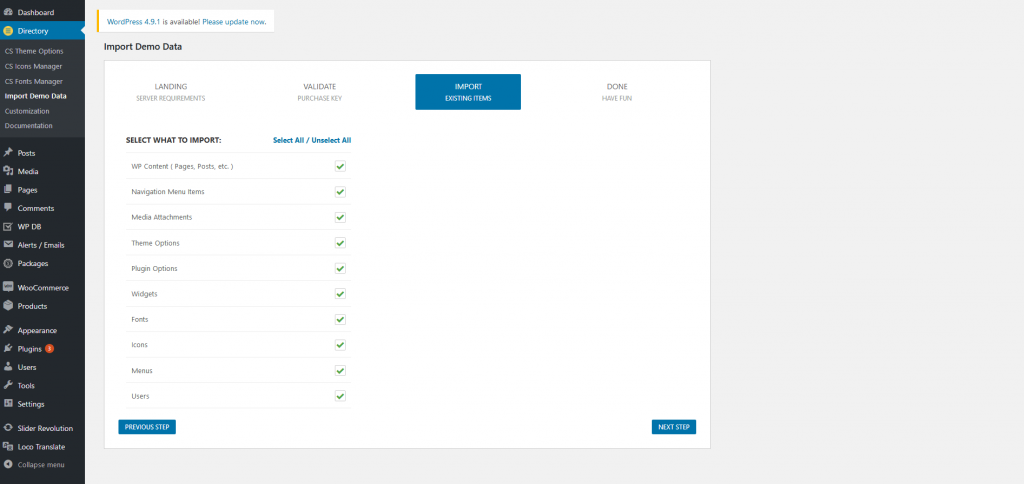 Dashboard
Directory
CS Theme Options
CS Icons Manager
CS Fonts Manager
Import Demo Data
Customization
Documentation
Posts
Media
Pages
Comments
WP DB
Alerts / Emails
Packages
WooCommerce
Products
Appearance
Plugins 3
Users
Tools
Settings
Slider Revolution
Loco Translate
Collapse menu
WordPress 4.9.1 is available! Please update now.
Import Demo Data
LANDING
SERVER REQUIREMENTS
VALIDATE
PURCHASE KEY
IMPORT
EXISTING ITEMS
DONE
HAVE FUN
SELECT WHAT TO IMPORT: Select All / Unselect All
WP Content ( Pages, Posts, etc. )
Navigation Menu Items
Media Attachments
Theme Options
Plugin Options
Widgets
Fonts
Icons
Menus
Users
PREVIOUS STEP
NEXT STEP